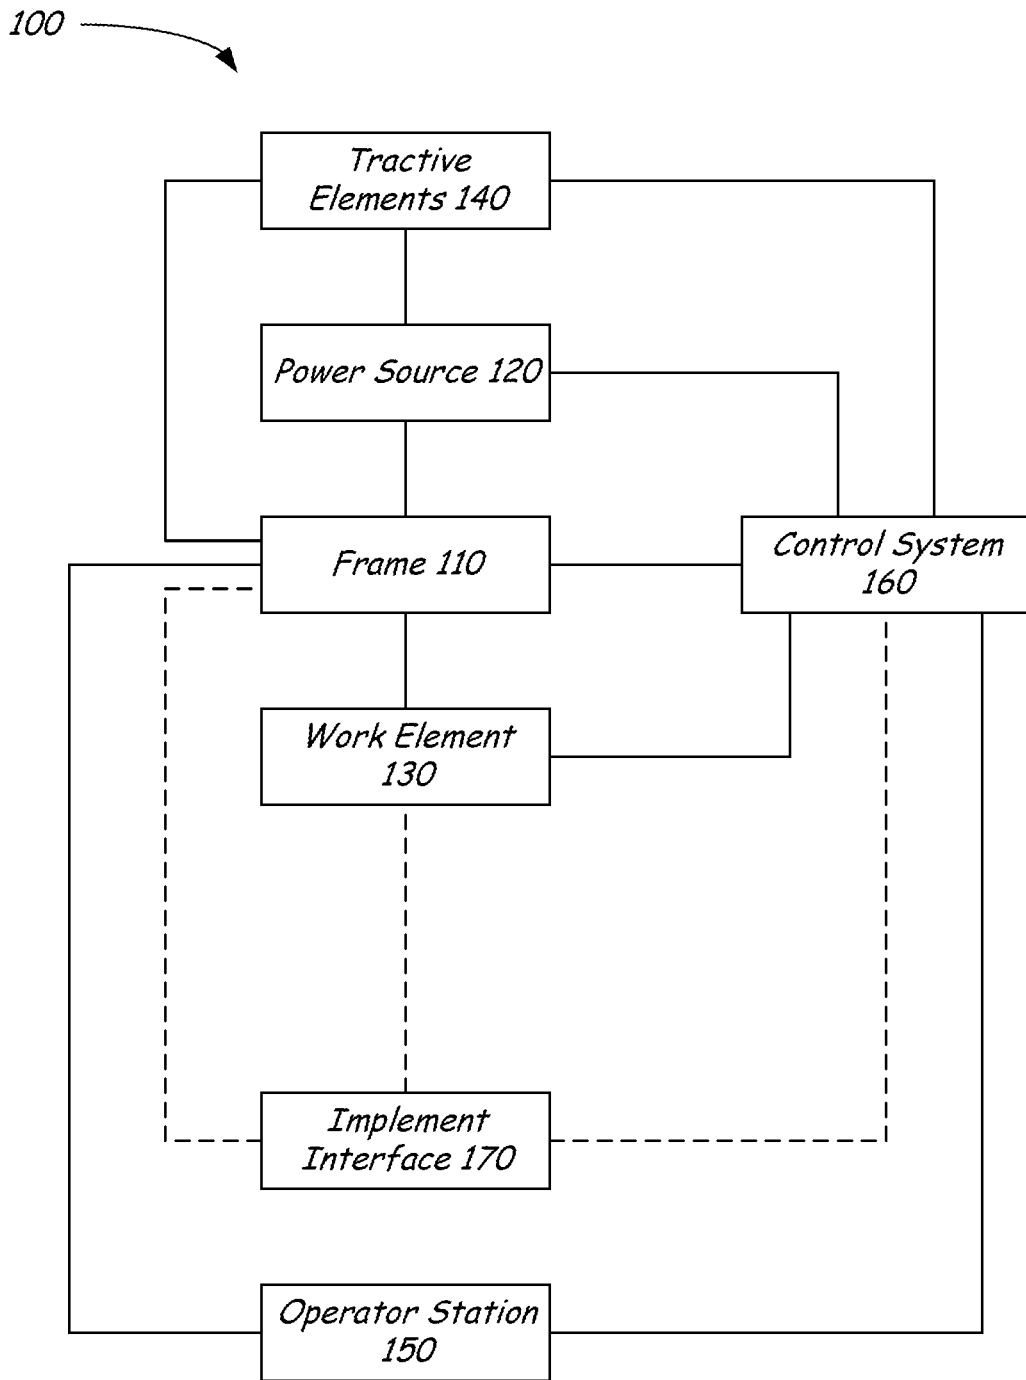 100
Tractive
Elements 140
Power Source 120
Frame 110
Control System
160
Work Element
130
Implement
Interface 170
Operator Station
150